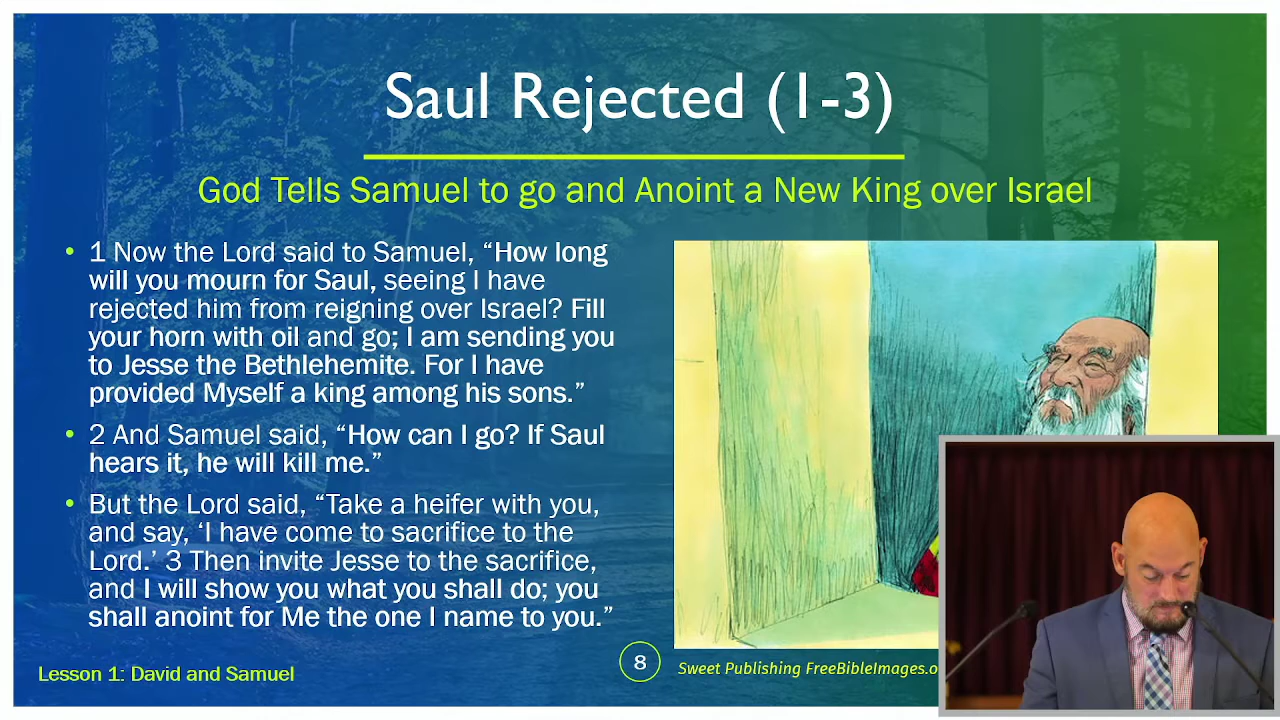 Saul Rejected (1-3)
God Tells Samuel to go and Anoint a New King over Israel
• 1 Now the Lord said to Samuel, “How long
will you mourn for Saul, seeing I have
rejected him from reigning over Israel? Fill
your horn with oil and go; I am sending you
to Jesse the Bethlehemite. For I have
provided Myself a king among his sons.”
• 2 And Samuel said, “How can I go? If Saul
hears it, he will kill me.”
• But the Lord said, “Take a heifer with you,
and say, ‘I have come to sacrifice to the
Lord.’ 3 Then invite Jesse to the sacrifice,
and I will show you what you shall do; you
shall anoint for Me the one I name to you.”
Lesson 1: David and Samuel
8
Sweet Publishing FreeBibleImages.o